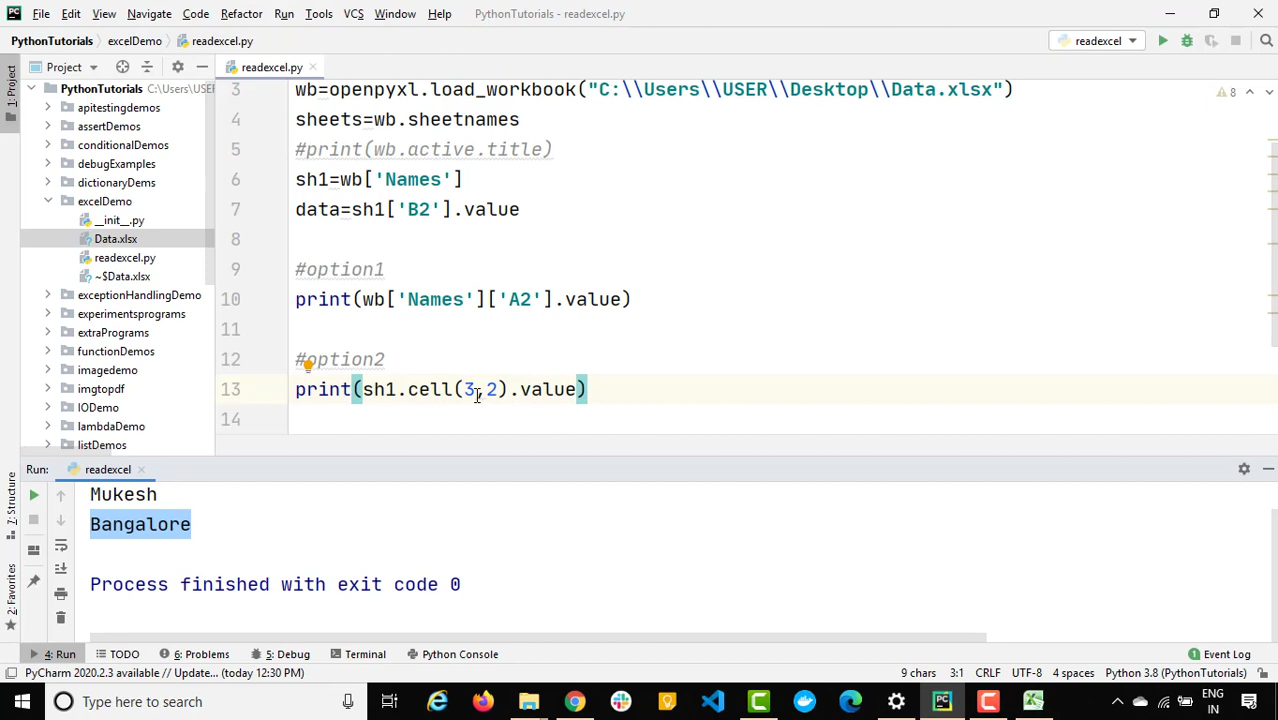 File Edit View Navigate Code Refactor Run Tools VCS Window Help PythonTutorials - readexcel.py
PythonTutorials excelDemo readexcel.py readexcel
1: Project
Project readexcel.py
PythonTutorials C:\Users\USE
apitestingdemos
assertDemos
conditionalDemos
debugExamples
dictionaryDems
excelDemo
__init__.py
Data.xlsx
readexcel.py
~$Data.xlsx
exceptionHandlingDemo
experimentsprograms
extraPrograms
functionDemos
imagedemo
imgtopdf
IODemo
lambdaDemo
listDemos
3 wb=openpyxl.load_workbook("C:\\Users\\USER\\Desktop\\Data.xlsx") 8
4 sheets=wb.sheetnames
5 #print(wb.active.title)
6 sh1=wb['Names']
7 data=sh1['B2'].value
8
9 #option1
10 print(wb['Names']['A2'].value)
11
12 #option2
13 print(sh1.cell(3,2).value)
14
Run: readexcel
7: Structure
2: Favorites
Mukesh
Bangalore
Process finished with exit code 0
4: Run TODO 6: Problems 5: Debug Terminal Python Console 1 Event Log
PyCharm 2020.2.3 available // Update... (today 12:30 PM) 9 chars 3:1 CRLF UTF-8 4 spaces Python 3.8 (PythonTutorials)
Type here to search ENG
IN